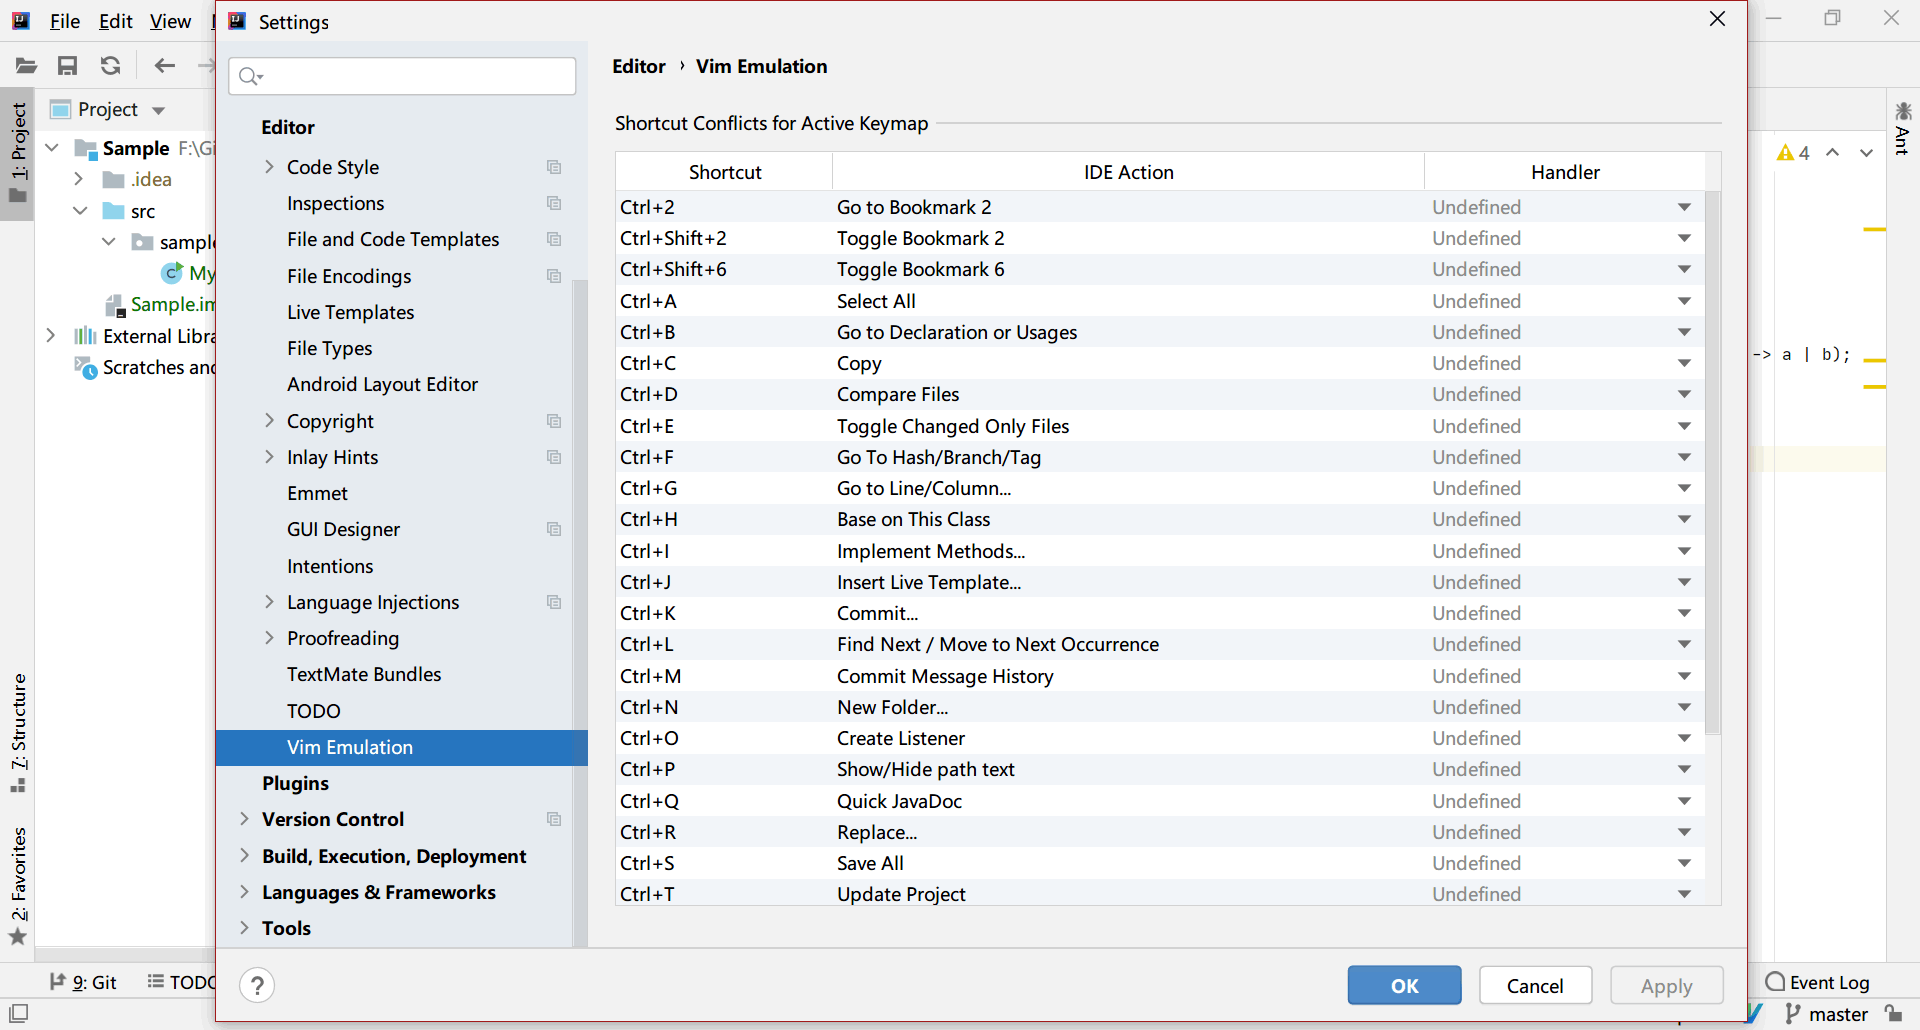 File Edit View
Settings
Project
1: Project
Sample F:\Gi
.idea
src
sample
My
Sample.im
External Libra
Scratches and
7: Structure
2: Favorites
Editor
Code Style
Inspections
File and Code Templates
File Encodings
Live Templates
File Types
Android Layout Editor
Copyright
Inlay Hints
Emmet
GUI Designer
Intentions
Language Injections
Proofreading
TextMate Bundles
TODO
Vim Emulation
Plugins
Version Control
Build, Execution, Deployment
Languages & Frameworks
Tools
Editor › Vim Emulation
Shortcut Conflicts for Active Keymap
Shortcut IDE Action Handler
Ctrl+2 Go to Bookmark 2 Undefined
Ctrl+Shift+2 Toggle Bookmark 2 Undefined
Ctrl+Shift+6 Toggle Bookmark 6 Undefined
Ctrl+A Select All Undefined
Ctrl+B Go to Declaration or Usages Undefined
Ctrl+C Copy Undefined
Ctrl+D Compare Files Undefined
Ctrl+E Toggle Changed Only Files Undefined
Ctrl+F Go To Hash/Branch/Tag Undefined
Ctrl+G Go to Line/Column... Undefined
Ctrl+H Base on This Class Undefined
Ctrl+I Implement Methods... Undefined
Ctrl+J Insert Live Template... Undefined
Ctrl+K Commit... Undefined
Ctrl+L Find Next / Move to Next Occurrence Undefined
Ctrl+M Commit Message History Undefined
Ctrl+N New Folder... Undefined
Ctrl+O Create Listener Undefined
Ctrl+P Show/Hide path text Undefined
Ctrl+Q Quick JavaDoc Undefined
Ctrl+R Replace... Undefined
Ctrl+S Save All Undefined
Ctrl+T Update Project Undefined
? OK Cancel Apply
4
Ant
-> a | b);
9: Git TODO
Event Log
master